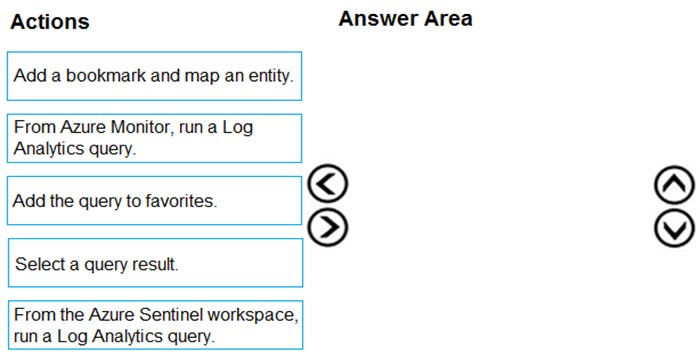 Actions
Answer Area
Add a bookmark and map an entity.
From Azure Monitor, run a Log
Analytics query.
Add the query to favorites.
Select a query result.
From the Azure Sentinel workspace,
run a Log Analytics query.